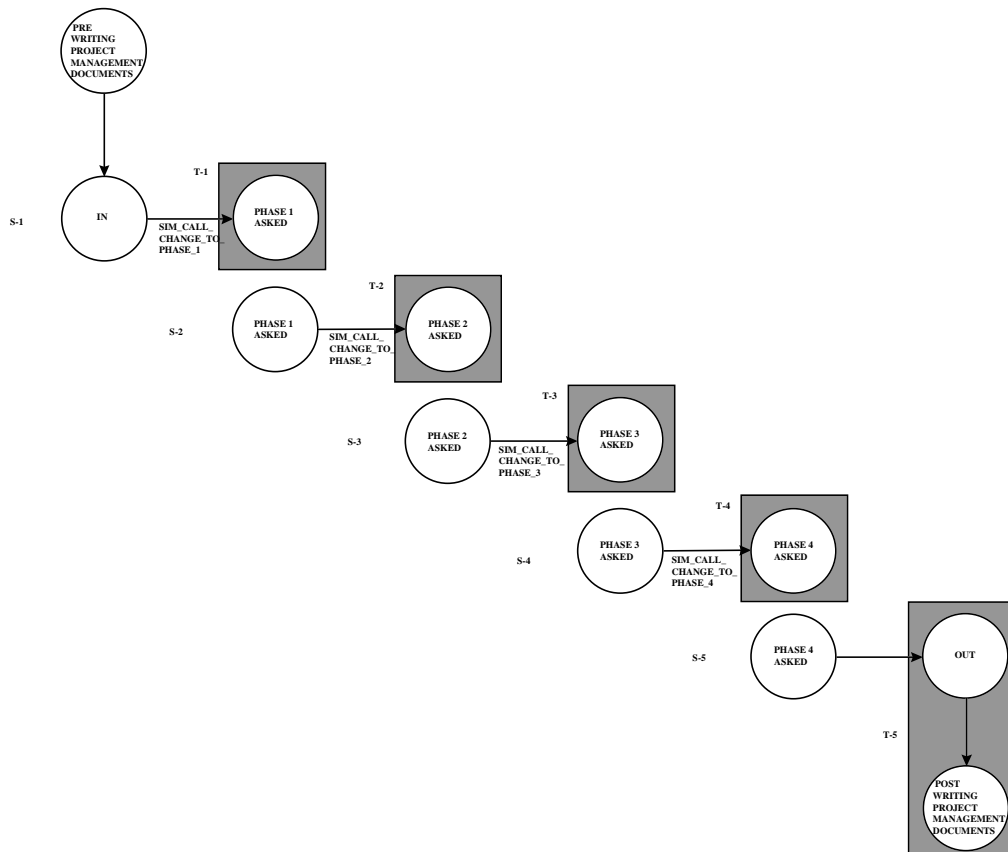 PRE
WRITING
PROJECT
MANAGEMENT
DOCUMENTS
T-1
S-1
IN
PHASE 1
ASKED
SIM_CALL_
CHANGE_TO_
PHASE_1
T-2
S-2
PHASE 1
ASKED
PHASE 2
ASKED
SIM_CALL_
CHANGE_TO_
PHASE_2
T-3
S-3
PHASE 2
ASKED
PHASE 3
ASKED
SIM_CALL_
CHANGE_TO_
PHASE_3
T-4
S-4
PHASE 3
ASKED
PHASE 4
ASKED
SIM_CALL_
CHANGE_TO_
PHASE_4
S-5
PHASE 4
ASKED
OUT
T-5
POST
WRITING
PROJECT
MANAGEMENT
DOCUMENTS